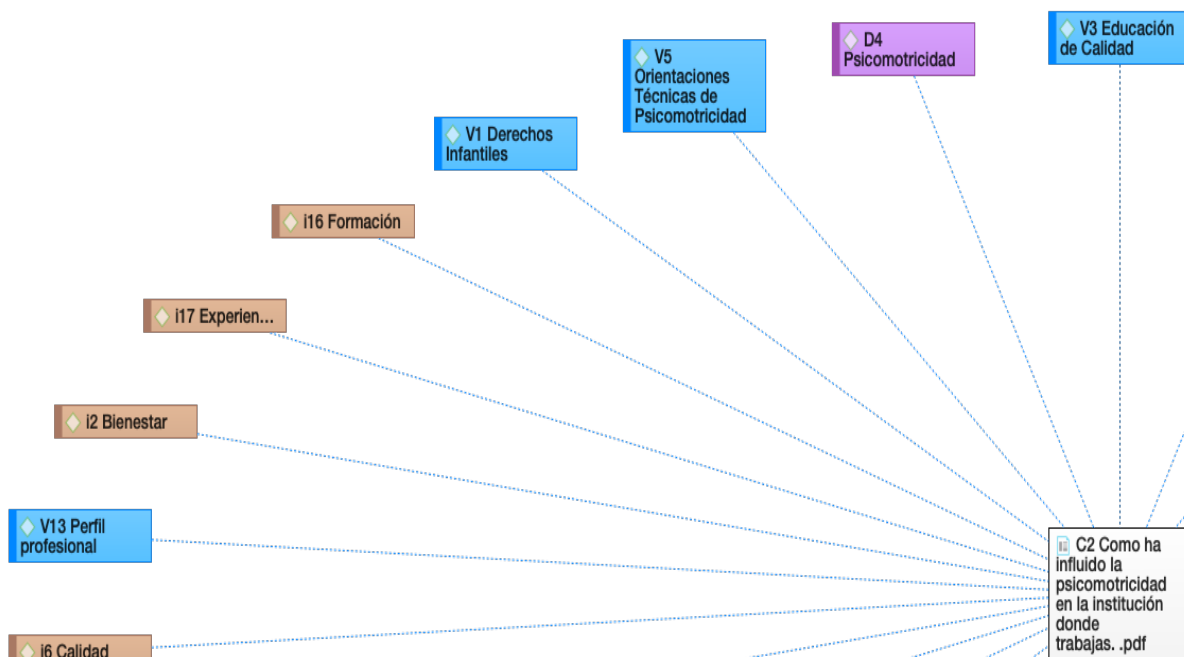 V3 Educación
de Calidad
D4
Psicomotricidad
V5
Orientaciones
Técnicas de
Psicomotricidad
V1 Derechos
Infantiles
i16 Formación
i17 Experien...
i2 Bienestar
V13 Perfil
profesional
i6 Calidad
C2 Como ha
influido la
psicomotricidad
en la institución
donde
trabajas. .pdf